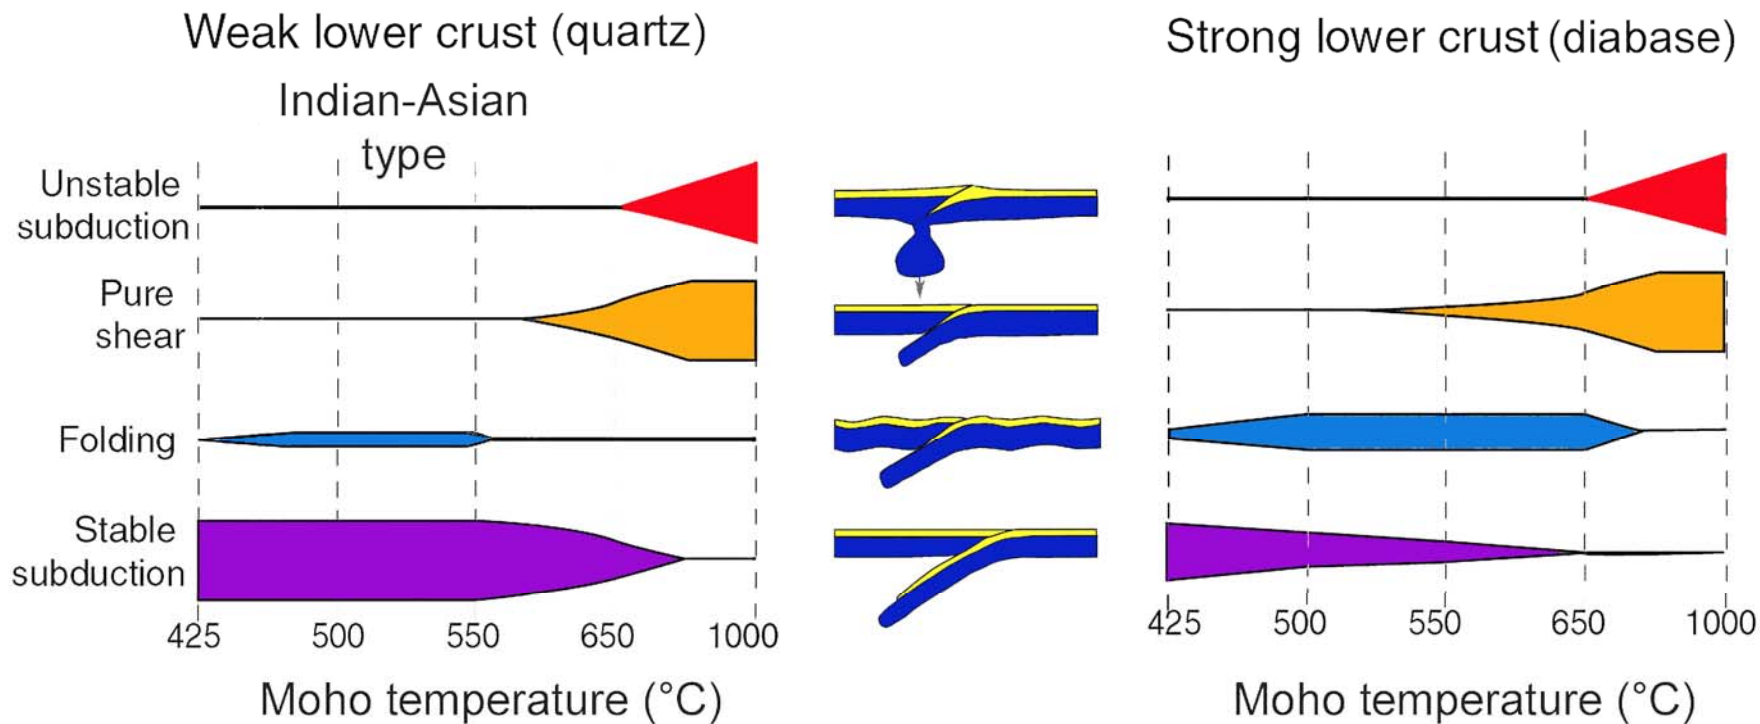 Weak lower crust (quartz)
Strong lower crust (diabase)
Indian-Asian
type
Unstable
subduction
Pure
shear
Folding
Stable
subduction
425 500 550 650 1000
425 500 550 650 1000
Moho temperature (°C)
Moho temperature (°C)